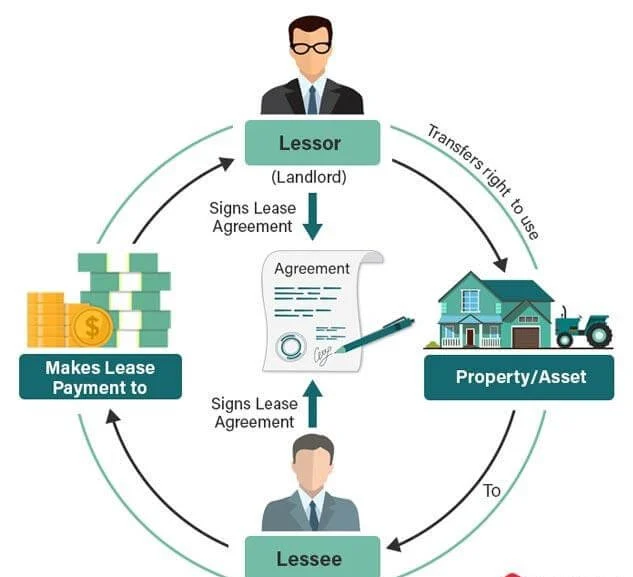 Lessor
(Landlord)
Transfers right to use
Signs Lease
Agreement
Agreement
$
Makes Lease
Payment to
Property/Asset
Signs Lease
Agreement
To
Lessee